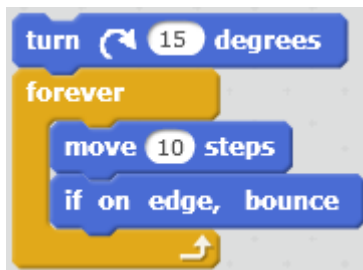 turn 15 degrees
forever
move 10 steps
if on edge, bounce